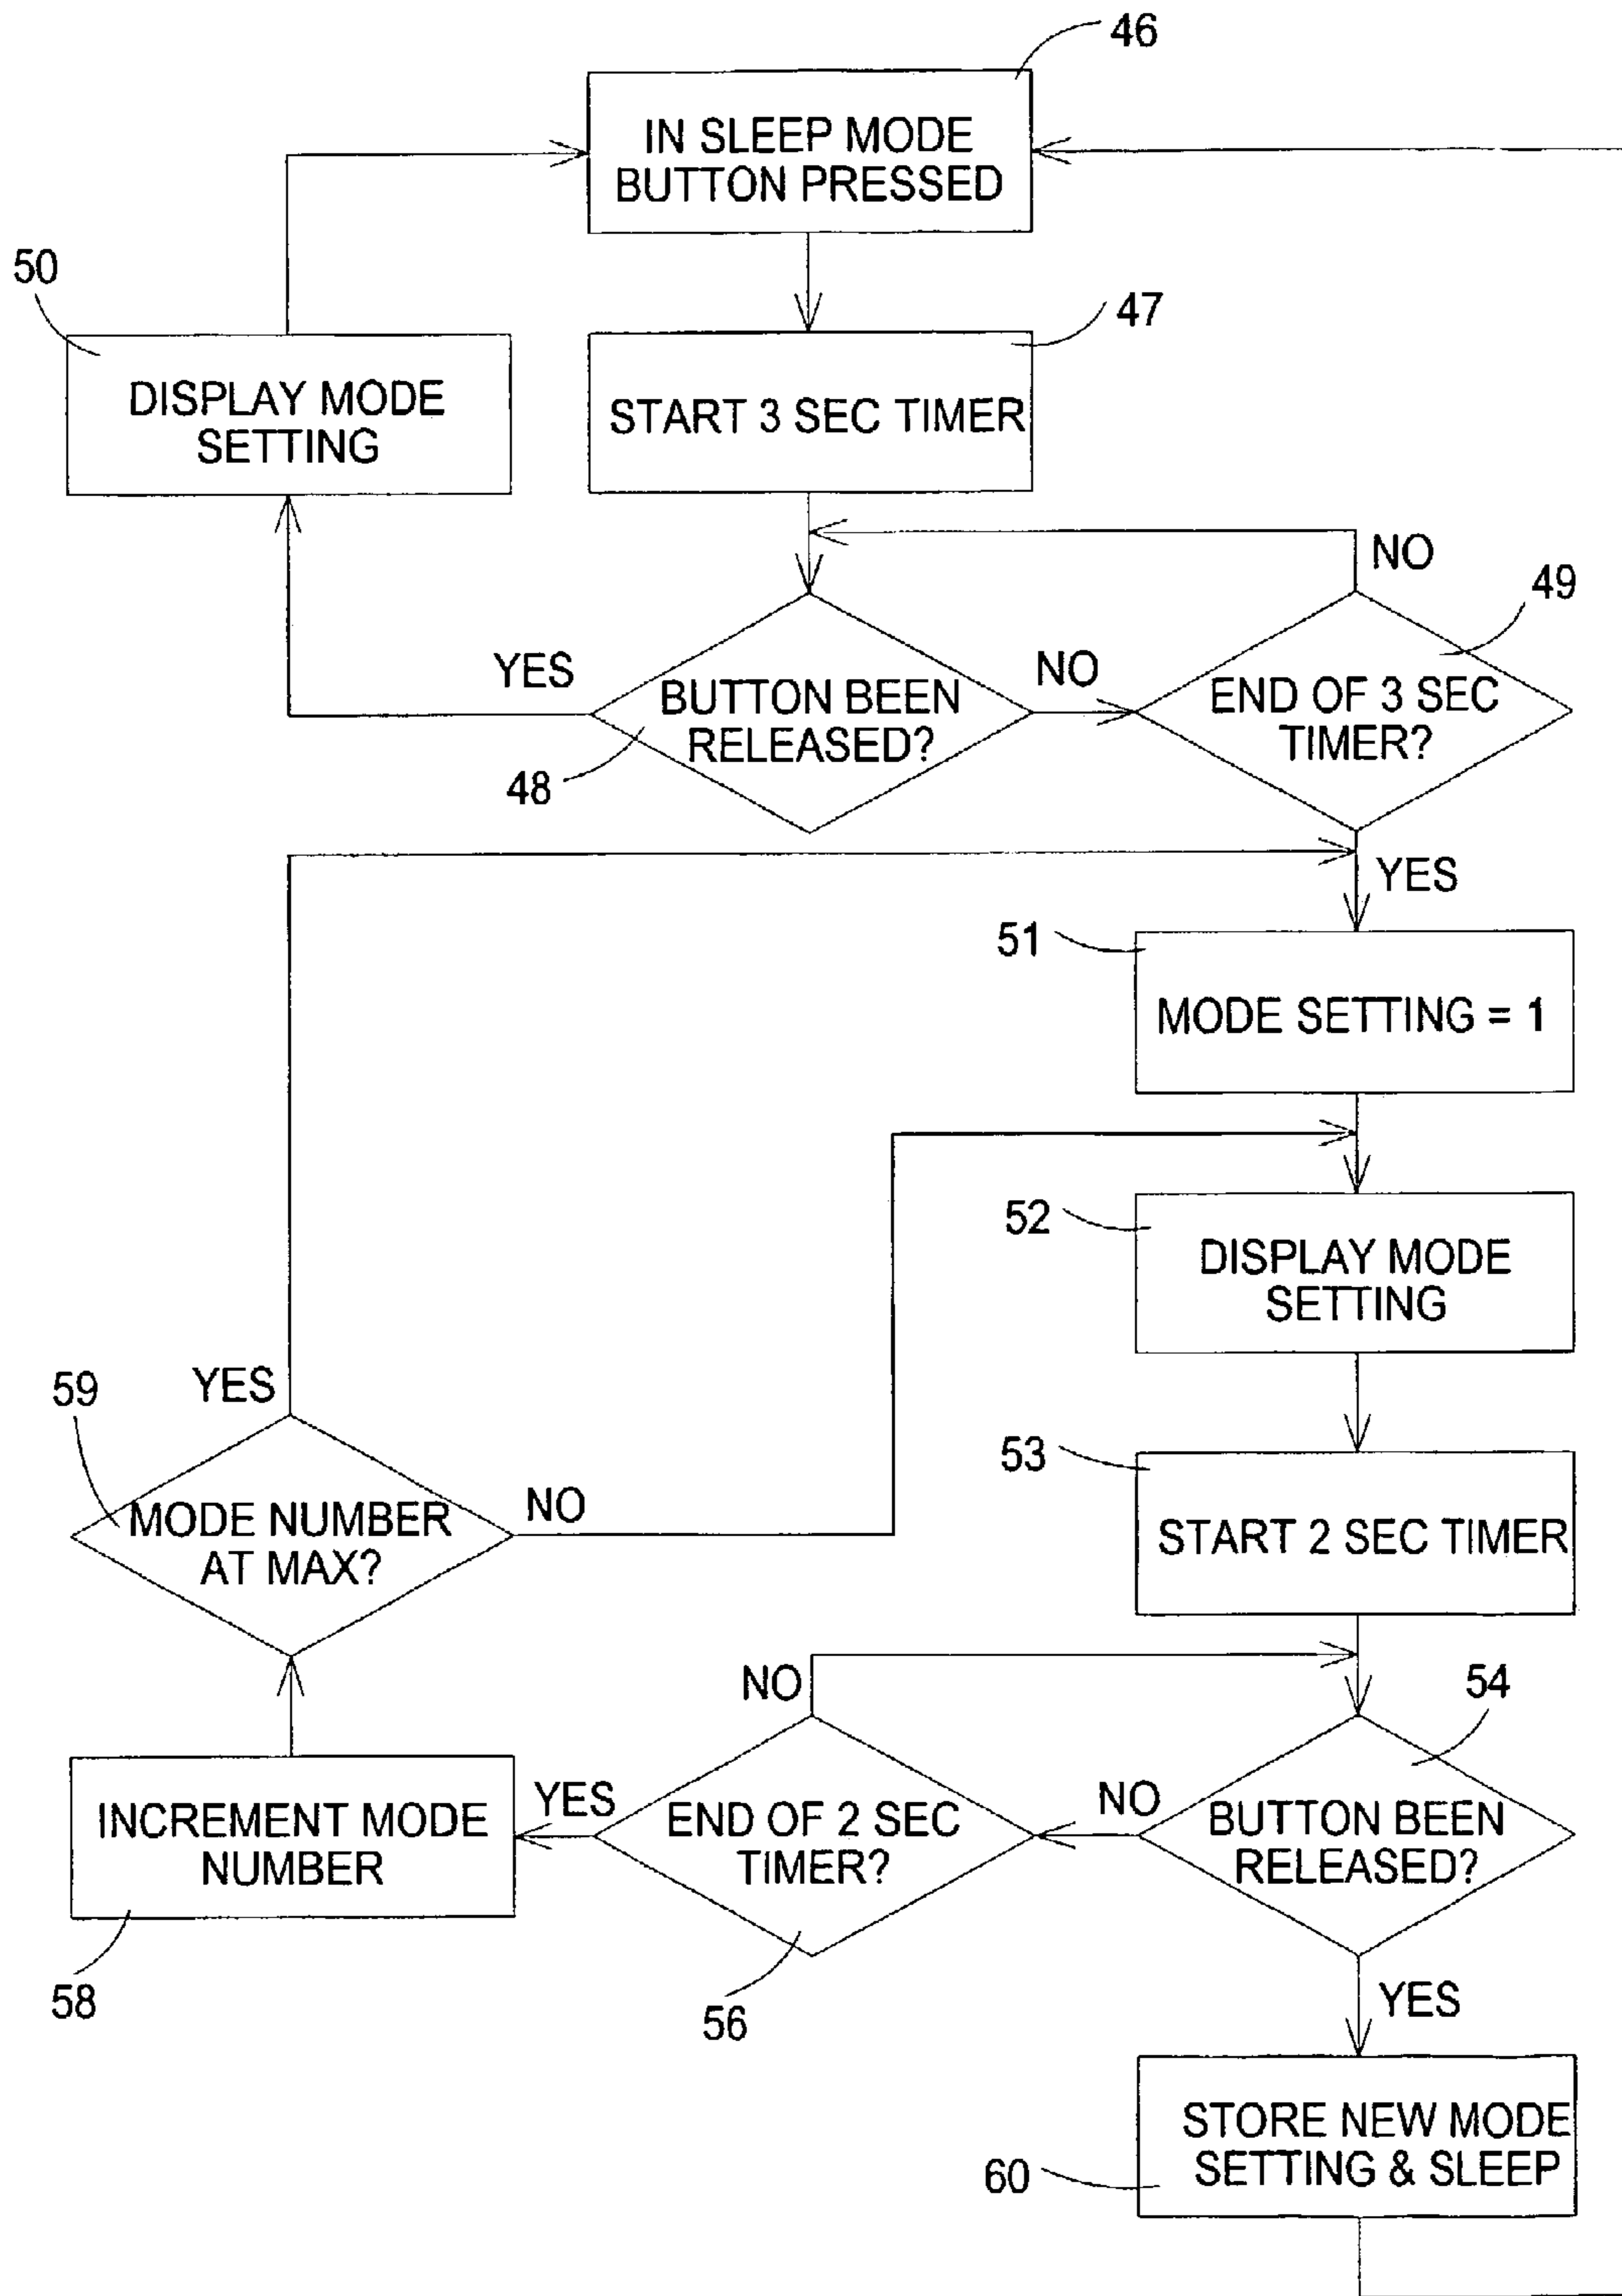 46
IN SLEEP MODE
BUTTON PRESSED
50
47
DISPLAY MODE
SETTING
START 3 SEC TIMER
NO
49
YES
NO
BUTTON BEEN
RELEASED?
END OF 3 SEC
TIMER?
48
YES
51
MODE SETTING = 1
52
DISPLAY MODE
SETTING
YES
59
53
MODE NUMBER
AT MAX?
NO
START 2 SEC TIMER
NO
54
INCREMENT MODE
NUMBER
YES
END OF 2 SEC
TIMER?
NO
BUTTON BEEN
RELEASED?
58
56
YES
STORE NEW MODE
SETTING & SLEEP
60